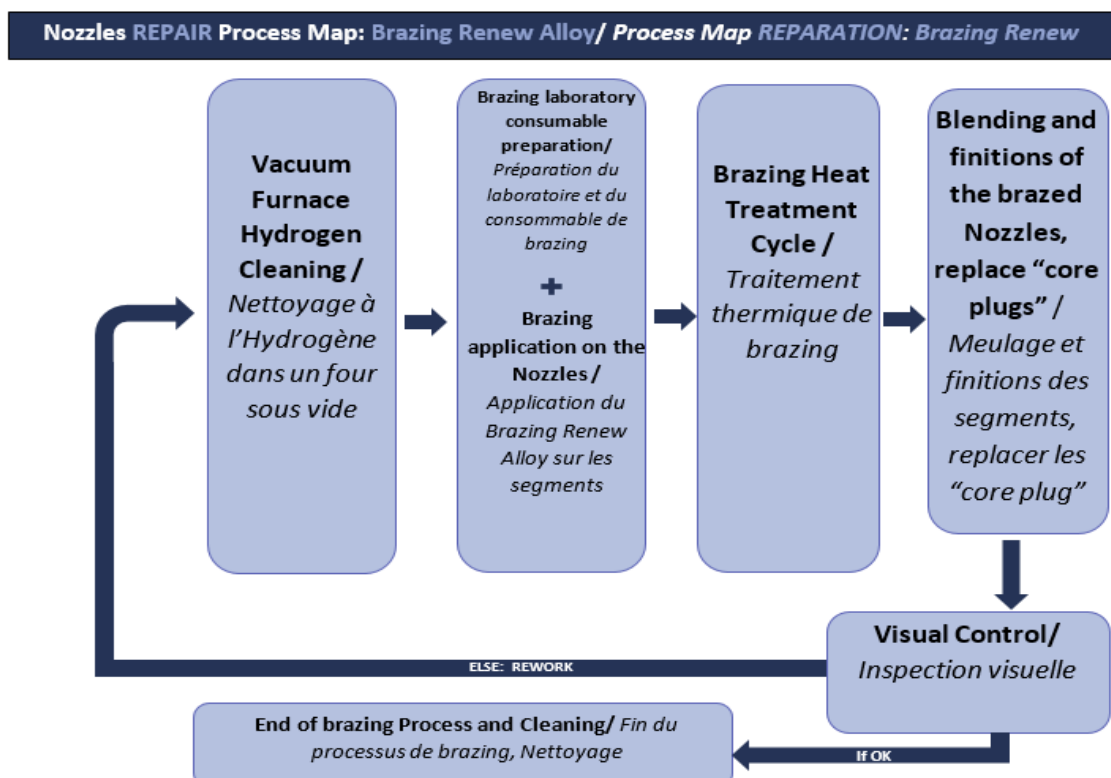 Nozzles REPAIR Process Map: Brazing Renew Alloy/ Process Map REPARATION: Brazing Renew
Vacuum
Furnace
Hydrogen
Cleaning /
Nettoyage à
l’Hydrogène
dans un four
sous vide
Brazing laboratory
consumable
preparation/
Préparation du
laboratoire et du
consommable de
brazing
+
Brazing
application on the
Nozzles /
Application du
Brazing Renew
Alloy sur les
segments
Brazing Heat
Treatment
Cycle /
Traitement
thermique de
brazing
Blending and
finitions of
the brazed
Nozzles,
replace “core
plugs” /
Meulage et
finitions des
segments,
replacer les
“core plug”
Visual Control/
Inspection visuelle
ELSE: REWORK
End of brazing Process and Cleaning/ Fin du
processus de brazing, Nettoyage
If OK